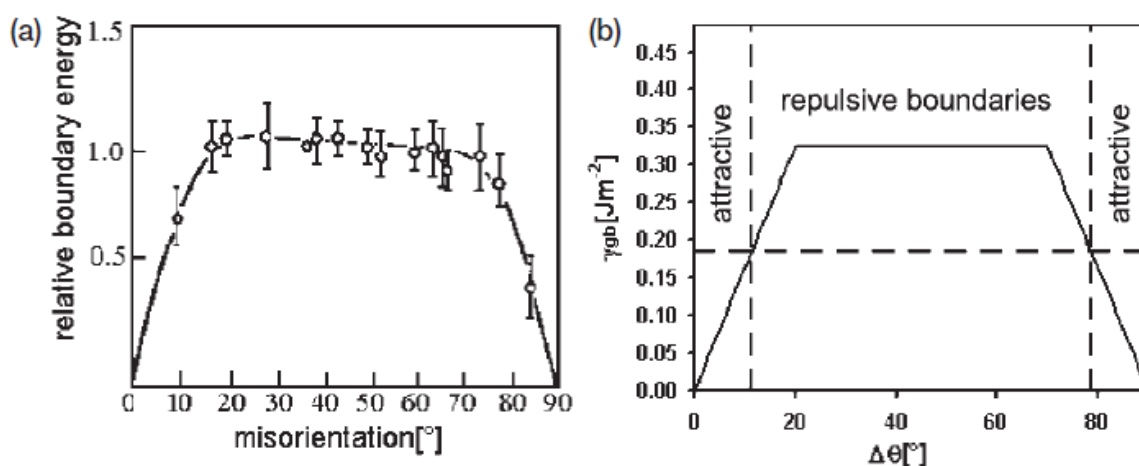 (a)
1.5
1.0
0.5
relative boundary energy
0 10 20 30 40 50 60 70 80 90
misorientation[°]
(b)
0.45
0.40
0.35
0.30
0.25
0.20
0.15
0.10
0.05
0.00
γgb[Jm-2]
attractive
repulsive boundaries
attractive
0 20 40 60 80
Δθ[°]